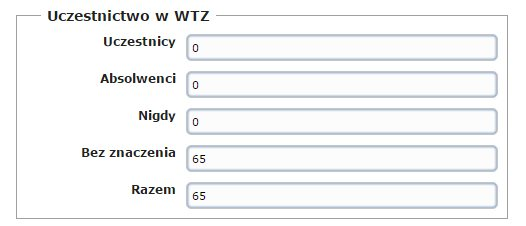 Uczestnictwo w WTZ
Uczestnicy 0
Absolwenci 0
Nigdy 0
Bez znaczenia 65
Razem 65